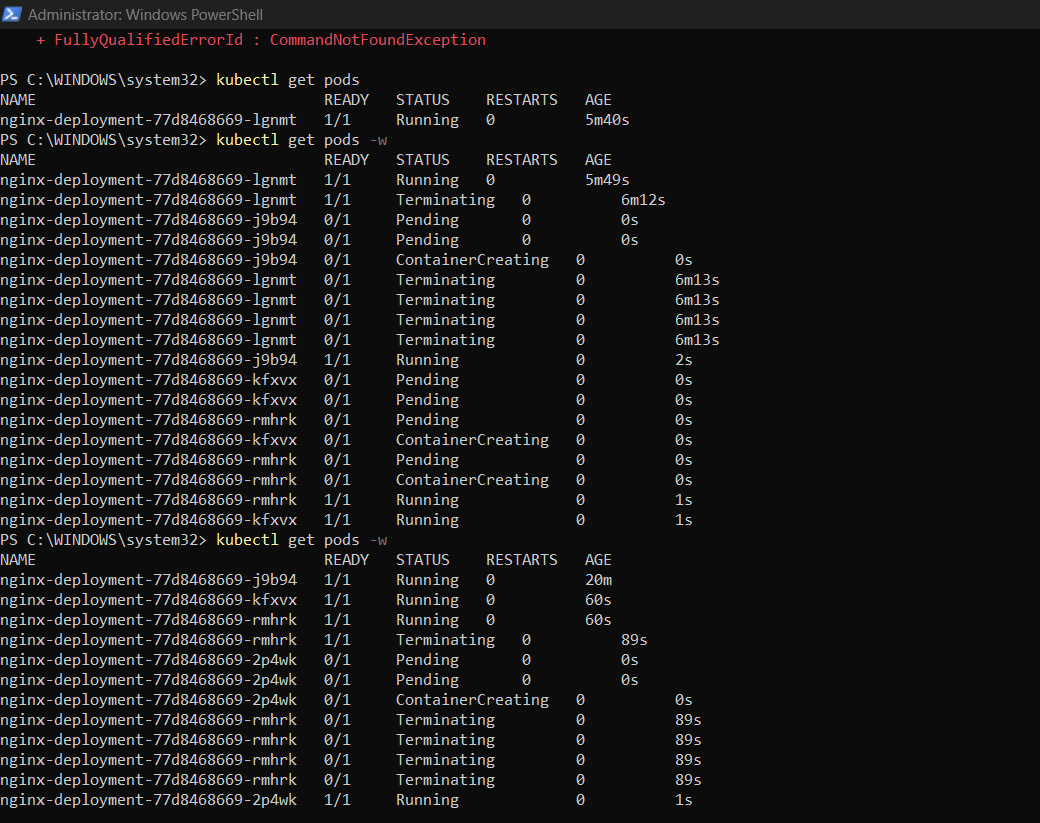 Administrator: Windows PowerShell
+ FullyQualifiedErrorId : CommandNotFoundException
PS C:\WINDOWS\system32> kubectl get pods
NAME READY STATUS RESTARTS AGE
nginx-deployment-77d8468669-lgnmt 1/1 Running 0 5m40s
PS C:\WINDOWS\system32> kubectl get pods -w
NAME READY STATUS RESTARTS AGE
nginx-deployment-77d8468669-lgnmt 1/1 Running 0 5m49s
nginx-deployment-77d8468669-lgnmt 1/1 Terminating 0 6m12s
nginx-deployment-77d8468669-j9b94 0/1 Pending 0 0s
nginx-deployment-77d8468669-j9b94 0/1 Pending 0 0s
nginx-deployment-77d8468669-j9b94 0/1 ContainerCreating 0 0s
nginx-deployment-77d8468669-lgnmt 0/1 Terminating 0 6m13s
nginx-deployment-77d8468669-lgnmt 0/1 Terminating 0 6m13s
nginx-deployment-77d8468669-lgnmt 0/1 Terminating 0 6m13s
nginx-deployment-77d8468669-lgnmt 0/1 Terminating 0 6m13s
nginx-deployment-77d8468669-j9b94 1/1 Running 0 2s
nginx-deployment-77d8468669-kfxvx 0/1 Pending 0 0s
nginx-deployment-77d8468669-kfxvx 0/1 Pending 0 0s
nginx-deployment-77d8468669-rmhrk 0/1 Pending 0 0s
nginx-deployment-77d8468669-kfxvx 0/1 ContainerCreating 0 0s
nginx-deployment-77d8468669-rmhrk 0/1 Pending 0 0s
nginx-deployment-77d8468669-rmhrk 0/1 ContainerCreating 0 0s
nginx-deployment-77d8468669-rmhrk 1/1 Running 0 1s
nginx-deployment-77d8468669-kfxvx 1/1 Running 0 1s
PS C:\WINDOWS\system32> kubectl get pods -w
NAME READY STATUS RESTARTS AGE
nginx-deployment-77d8468669-j9b94 1/1 Running 0 20m
nginx-deployment-77d8468669-kfxvx 1/1 Running 0 60s
nginx-deployment-77d8468669-rmhrk 1/1 Running 0 60s
nginx-deployment-77d8468669-rmhrk 1/1 Terminating 0 89s
nginx-deployment-77d8468669-2p4wk 0/1 Pending 0 0s
nginx-deployment-77d8468669-2p4wk 0/1 Pending 0 0s
nginx-deployment-77d8468669-2p4wk 0/1 ContainerCreating 0 0s
nginx-deployment-77d8468669-rmhrk 0/1 Terminating 0 89s
nginx-deployment-77d8468669-rmhrk 0/1 Terminating 0 89s
nginx-deployment-77d8468669-rmhrk 0/1 Terminating 0 89s
nginx-deployment-77d8468669-rmhrk 0/1 Terminating 0 89s
nginx-deployment-77d8468669-2p4wk 1/1 Running 0 1s